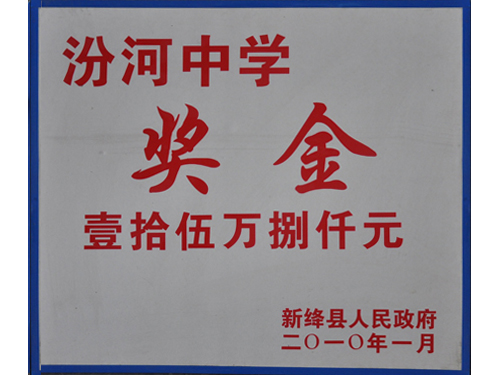 汾河中学
奖金
壹拾伍万捌仟元
新绛县人民政府
二〇一〇年一月